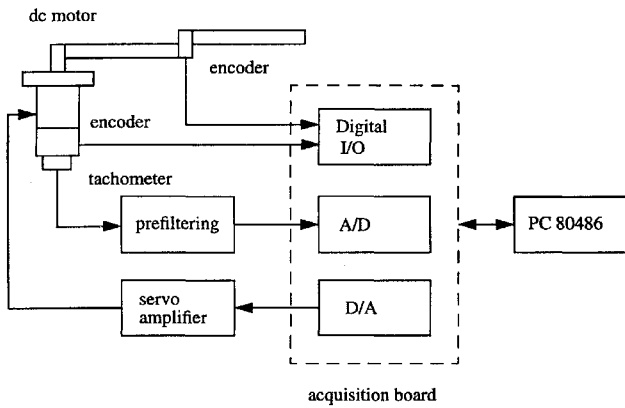 dc motor
encoder
encoder
Digital
I/O
tachometer
prefiltering
A/D
PC 80486
servo
amplifier
D/A
acquisition board